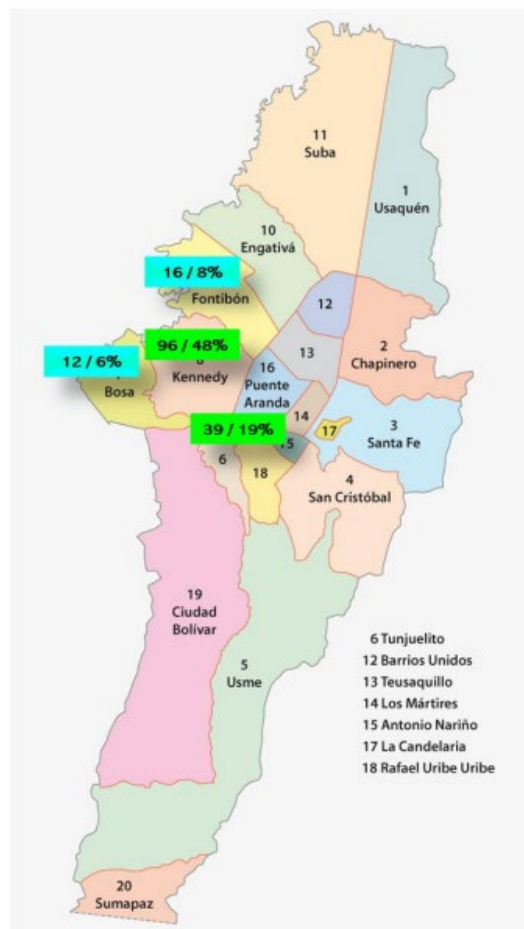 11
Suba
1
Usaquén
10
Engativá
16 / 8%
Fontibón
12
2
Chapinero
96 / 48%
Kennedy
12 / 6%
Bosa
13
16
Puente
Aranda
14
39 / 19%
15
17
3
Santa Fe
6
18
4
San Cristóbal
19
Ciudad
Bolívar
5
Usme
6 Tunjuelito
12 Barrios Unidos
13 Teusaquillo
14 Los Mártires
15 Antonio Nariño
17 La Candelaria
18 Rafael Uribe Uribe
20
Sumapaz